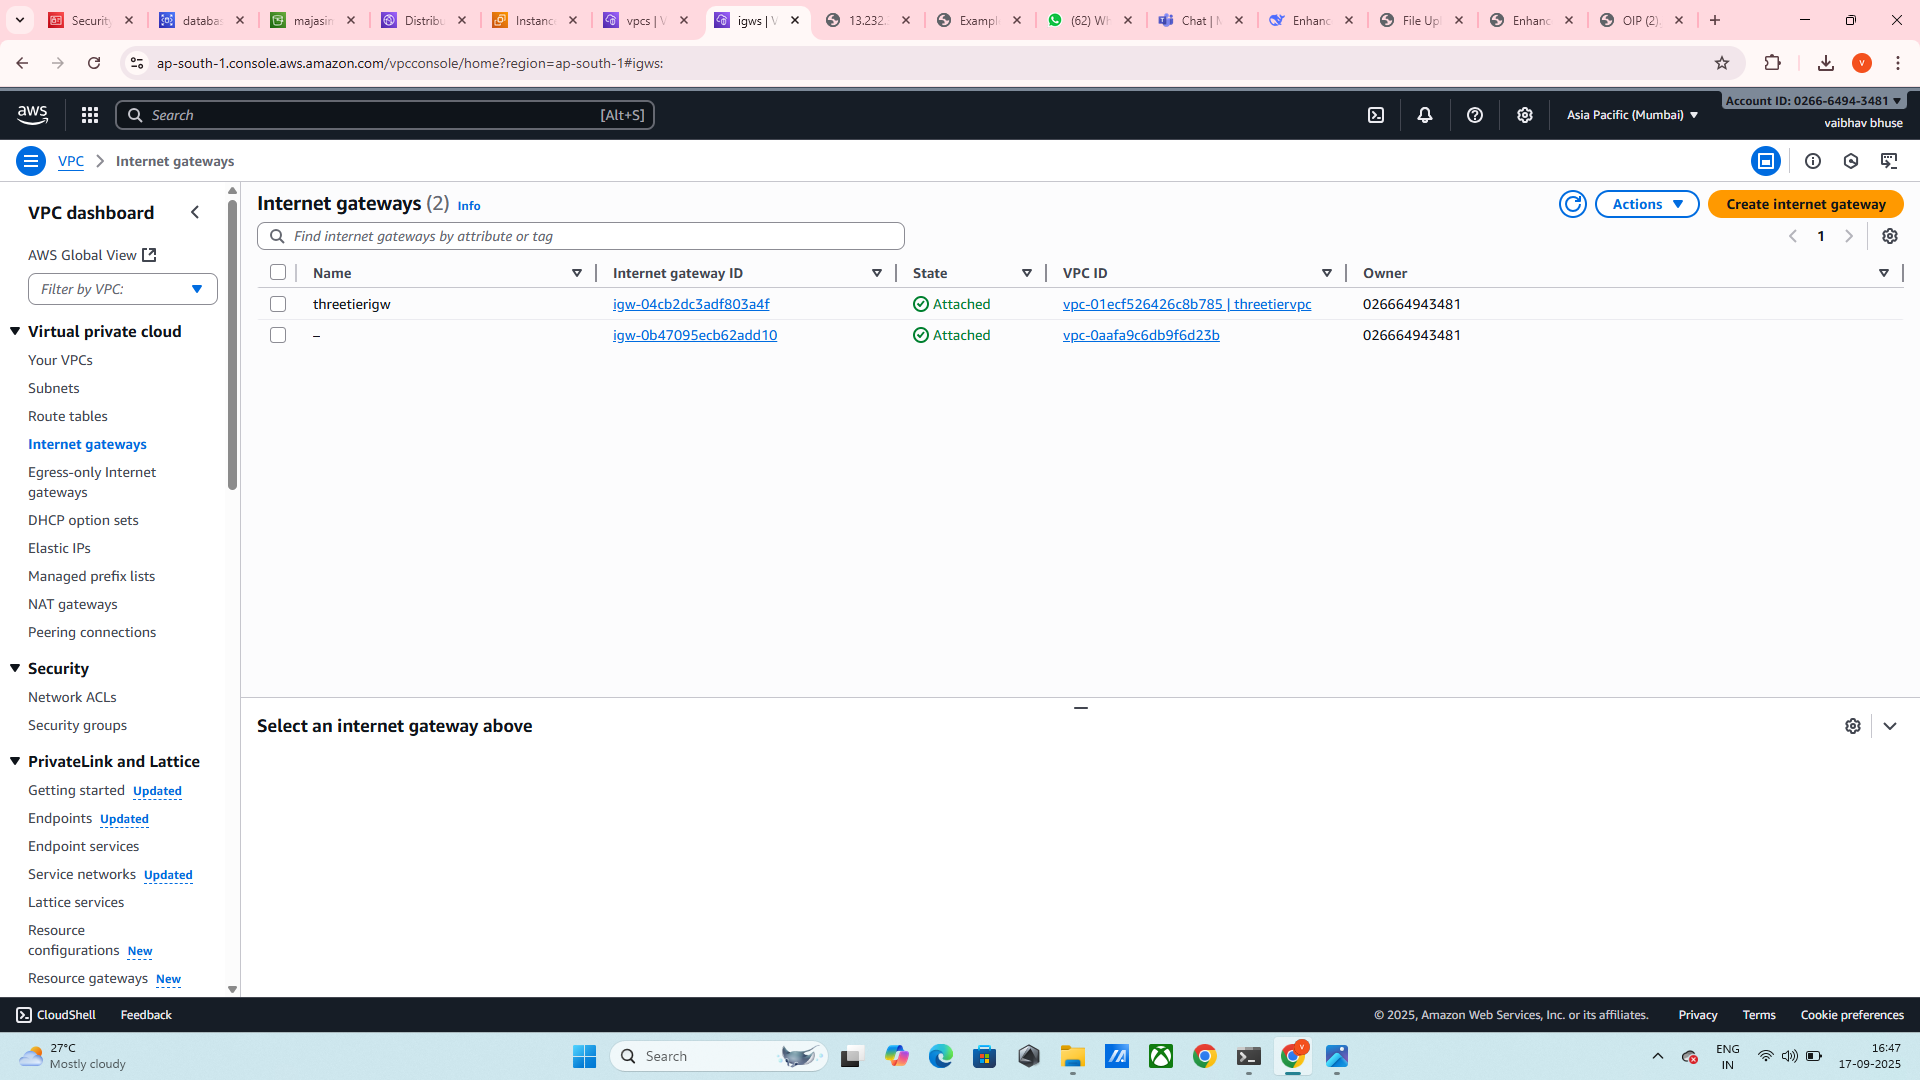 Security
databas
majasin
Distribu
Instance
vpcs | V
igws | V
13.232.
Example
(62) Wh
Chat | M
Enhanc
File Upl
Enhanc
OIP (2)
ap-south-1.console.aws.amazon.com/vpcconsole/home?region=ap-south-1#igws:
V
aws
Search
[Alt+S]
Asia Pacific (Mumbai)
Account ID: 0266-6494-3481
vaibhav bhuse
VPC
Internet gateways
VPC dashboard
AWS Global View
Filter by VPC:
Virtual private cloud
Your VPCs
Subnets
Route tables
Internet gateways
Egress-only Internet
gateways
DHCP option sets
Elastic IPs
Managed prefix lists
NAT gateways
Peering connections
Security
Network ACLs
Security groups
PrivateLink and Lattice
Getting started Updated
Endpoints Updated
Endpoint services
Service networks Updated
Lattice services
Resource
configurations New
Resource gateways New
Internet gateways (2) Info
Actions
Create internet gateway
Find internet gateways by attribute or tag
1
Name Internet gateway ID State VPC ID Owner
threetierigw igw-04cb2dc3adf803a4f Attached vpc-01ecf526426c8b785 | threetiervpc 026664943481
– igw-0b47095ecb62add10 Attached vpc-0aafa9c6db9f6d23b 026664943481
Select an internet gateway above
CloudShell
Feedback
© 2025, Amazon Web Services, Inc. or its affiliates.
Privacy
Terms
Cookie preferences
27°C
Mostly cloudy
Search
V
ENG
IN
16:47
17-09-2025